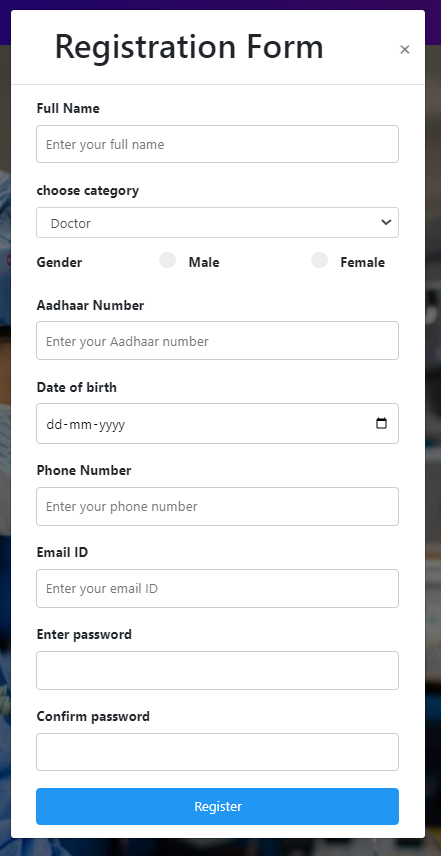 Registration Form
×
Full Name
Enter your full name
choose category
Doctor
Gender Male Female
Aadhaar Number
Enter your Aadhaar number
Date of birth
dd-mm-yyyy
Phone Number
Enter your phone number
Email ID
Enter your email ID
Enter password
Confirm password
Register